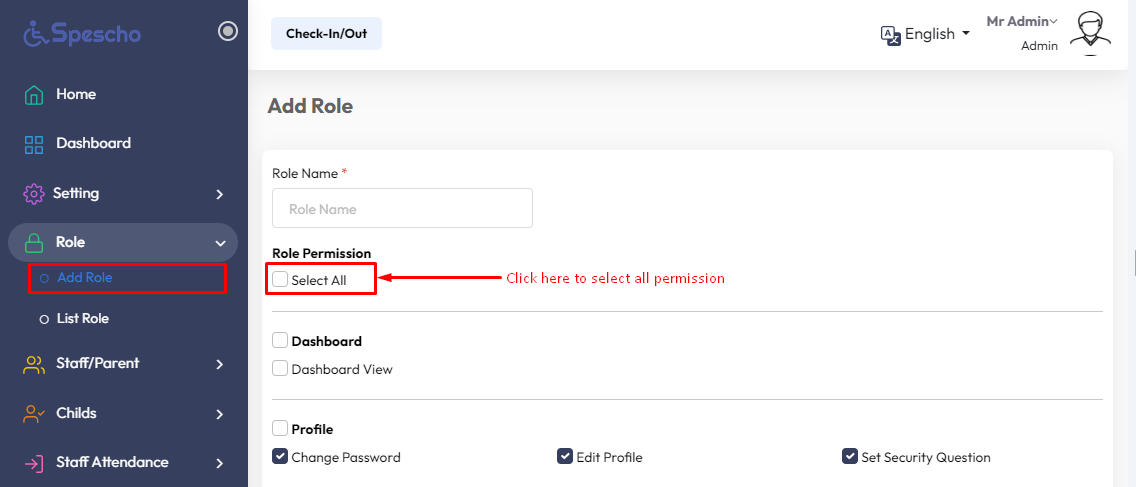 Spescho
Check-In/Out
English
Mr Admin
Admin
Home
Dashboard
Setting
Role
Add Role
List Role
Staff/Parent
Childs
Staff Attendance
Add Role
Role Name *
Role Name
Role Permission
Select All
Click here to select all permission
Dashboard
Dashboard View
Profile
Change Password Edit Profile Set Security Question